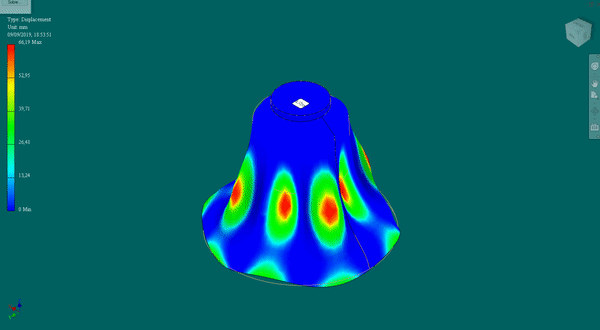 Type: Displacement
Unit: mm
09/09/2019, 18:53:51
66,19 Max
52,95
39,71
26,48
13,24
0 Min